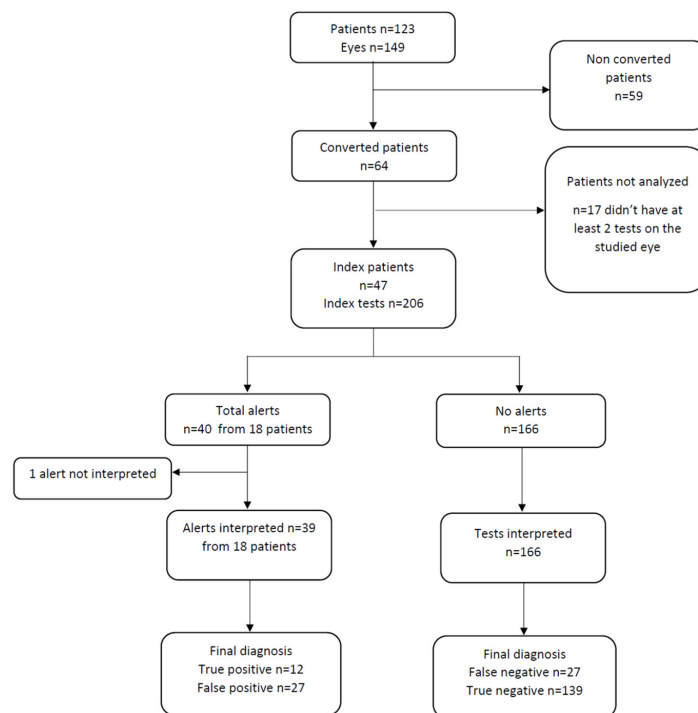 Patients n=123
Eyes n=149
Non converted
patients
n=59
Converted patients
n=64
Patients not analyzed
n=17 didn’t have at
least 2 tests on the
studied eye
Index patients
n=47
Index tests n=206
Total alerts
n=40 from 18 patients
No alerts
n=166
1 alert not interpreted
Alerts interpreted n=39
from 18 patients
Tests interpreted
n=166
Final diagnosis
True positive n=12
False positive n=27
Final diagnosis
False negative n=27
True negative n=139